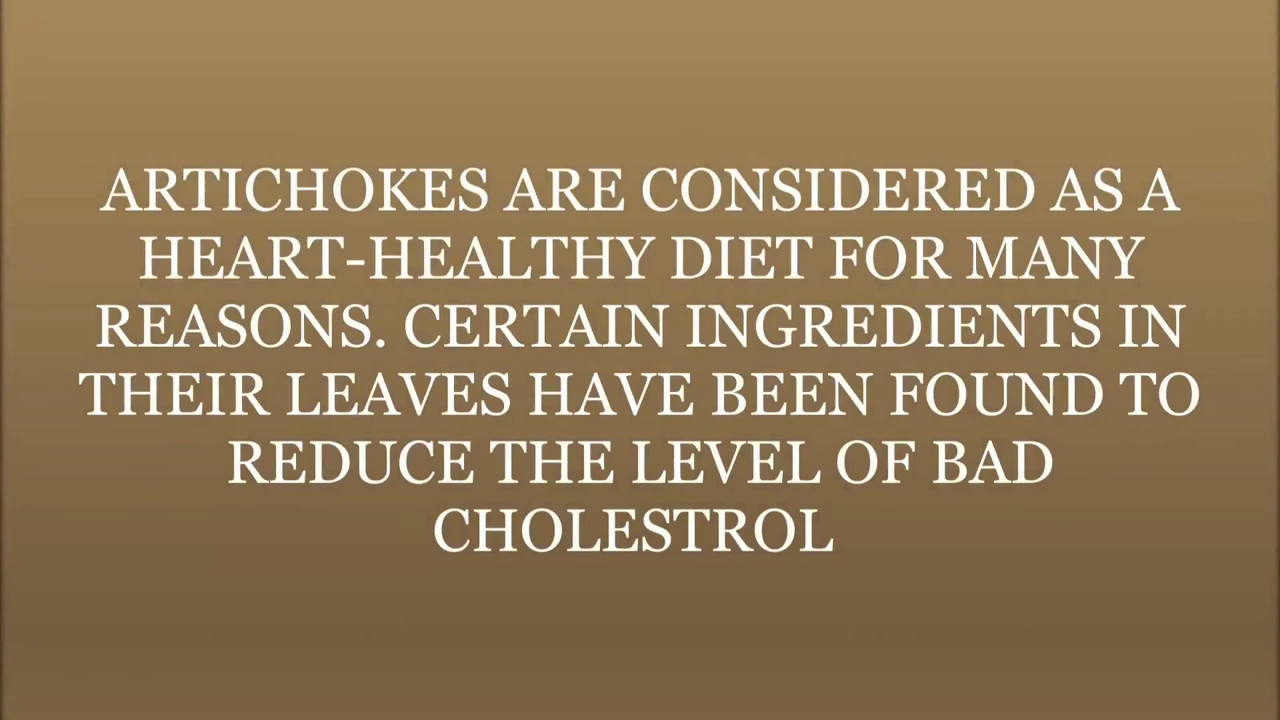 ARTICHOKES ARE CONSIDERED AS A
HEART-HEALTHY DIET FOR MANY
REASONS. CERTAIN INGREDIENTS IN
THEIR LEAVES HAVE BEEN FOUND TO
REDUCE THE LEVEL OF BAD
CHOLESTROL